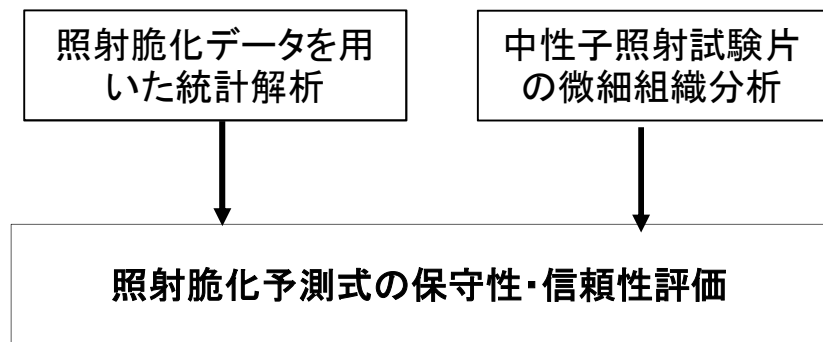 照射脆化データを用
いた統計解析
中性子照射試験片
の微細組織分析
照射脆化予測式の保守性・信頼性評価